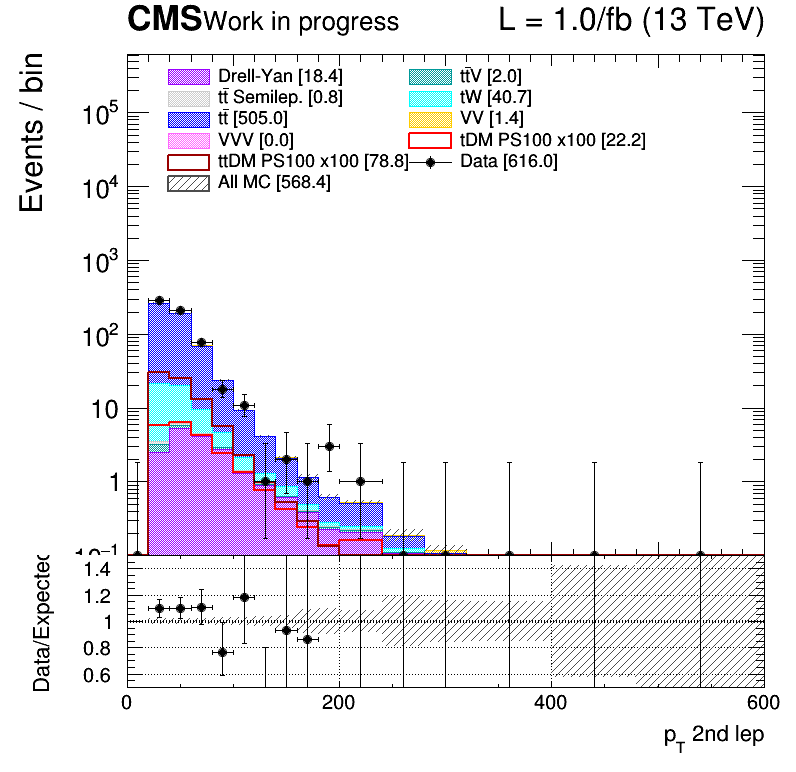 CMS Work in progress L = 1.0/fb (13 TeV)
Events / bin
Drell-Yan [18.4] tt̄V [2.0]
tt̄ Semilep. [0.8] tW [40.7]
tt̄ [505.0] VV [1.4]
VVV [0.0] tDM PS100 x100 [22.2]
ttDM PS100 x100 [78.8] Data [616.0]
All MC [568.4]
10⁵
10⁴
10³
10²
10
1
10⁻¹
Data/Expected
1.4
1.2
1
0.8
0.6
0 200 400 600
p_T 2nd lep